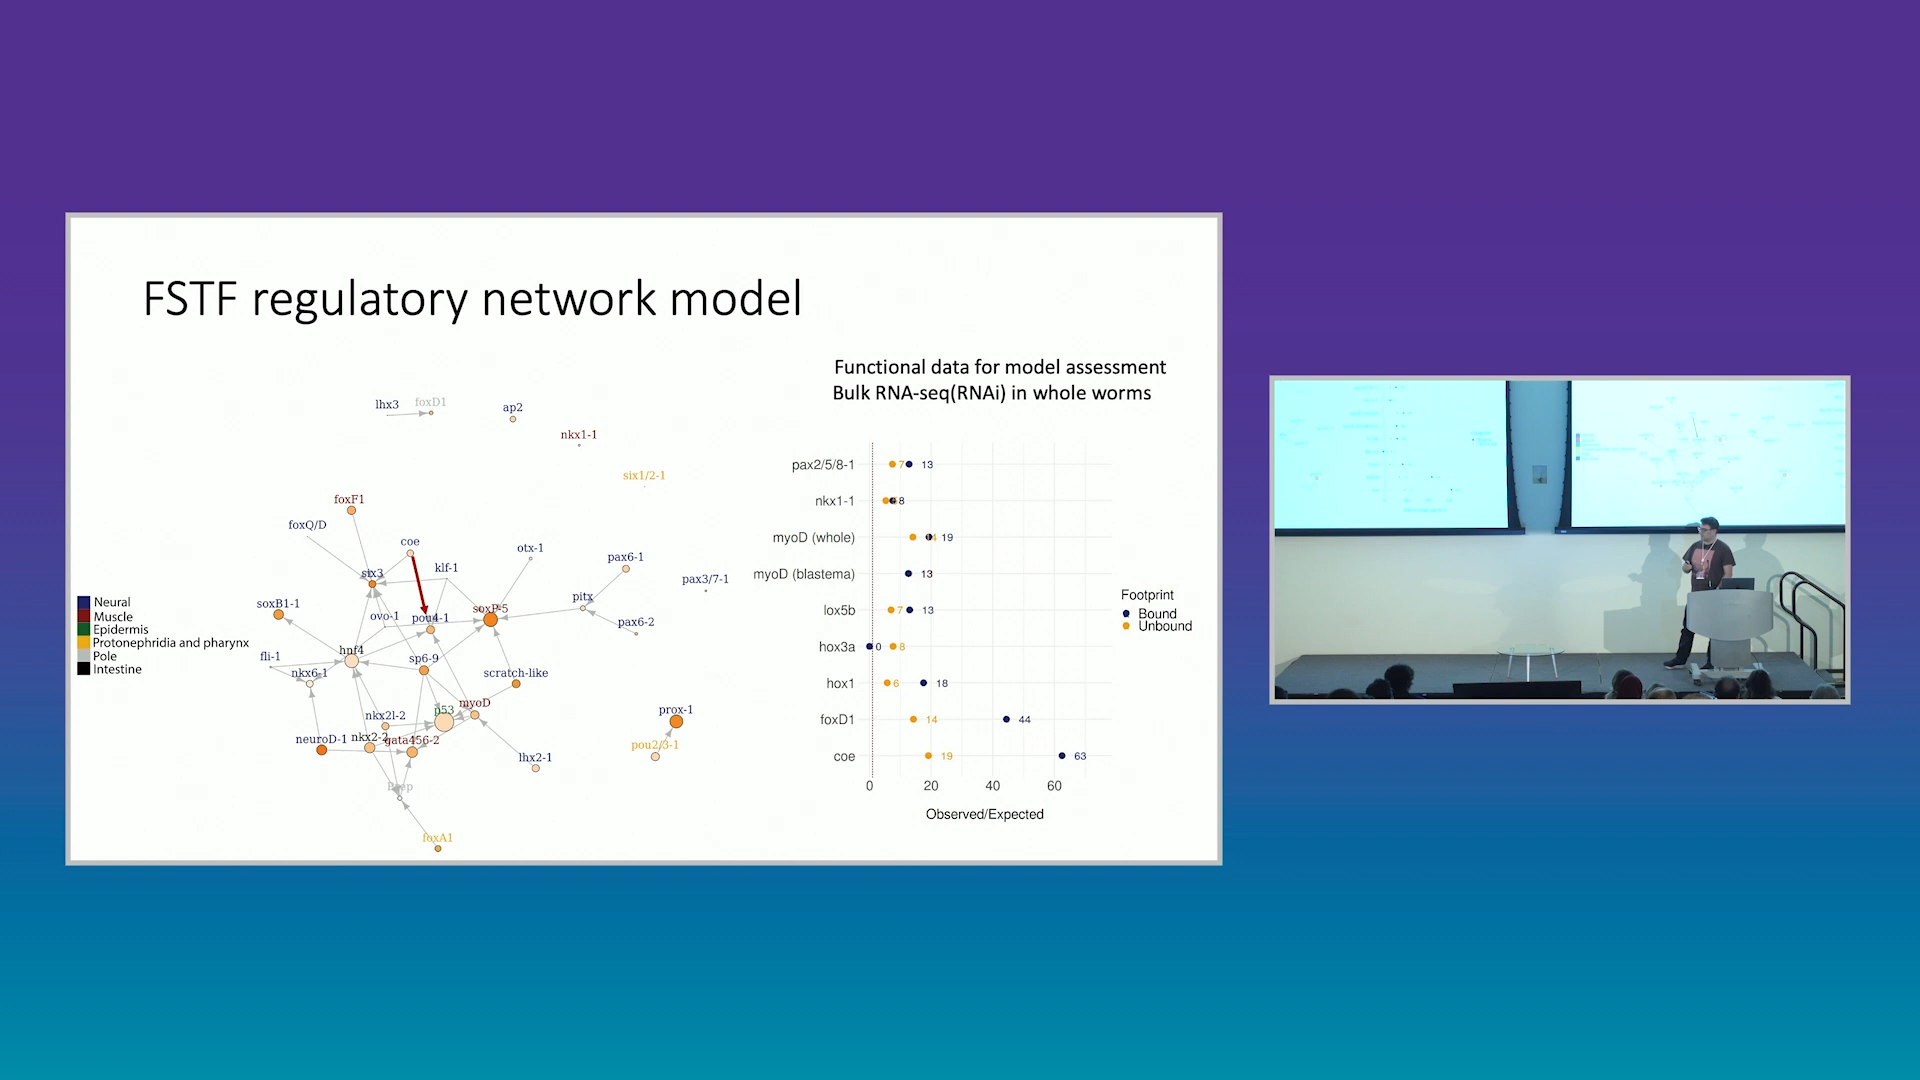 FSTF regulatory network model
Functional data for model assessment
Bulk RNA-seq(RNAi) in whole worms
lhx3
foxD1
ap2
nkx1-1
six1/2-1
foxF1
foxQ/D
coe
otx-1
pax6-1
klf-1
six3
pax3/7-1
pitx
soxB1-1
ovo-1
pou4-1
soxP-5
pax6-2
hnf4
fli-1
sp6-9
nkx6-1
scratch-like
myoD
p53
prox-1
nkx2l-2
neuroD-1
nkx2-2
gata456-2
pou2/3-1
lhx2-1
foxA1
Neural
Muscle
Epidermis
Protonephridia and pharynx
Pole
Intestine
pax2/5/8-1 7 13
nkx1-1 8
myoD (whole) 19
myoD (blastema) 13
lox5b 7 13
hox3a 0 8
hox1 6 18
foxD1 14 44
coe 19 63
0 20 40 60
Observed/Expected
Footprint
Bound
Unbound